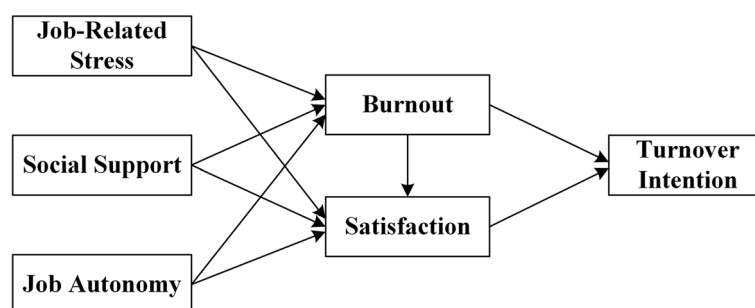 Job-Related
Stress
Social Support
Job Autonomy
Burnout
Satisfaction
Turnover
Intention